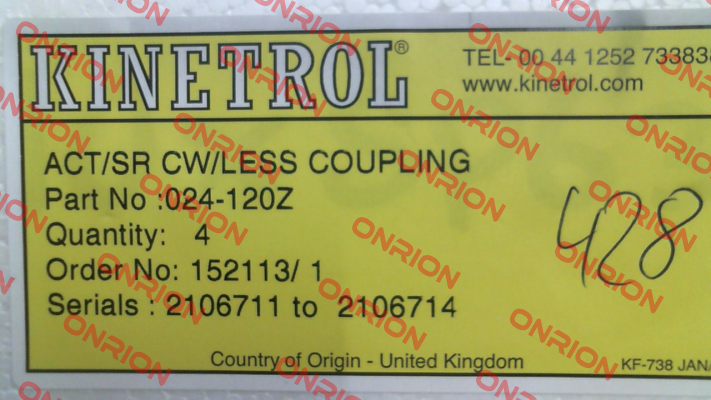 KINETROL®
TEL- 00 44 1252 73383
www.kinetrol.com
ACT/SR CW/LESS COUPLING
Part No :024-120Z
Quantity: 4
428
Order No: 152113/ 1
Serials : 2106711 to 2106714
Country of Origin - United Kingdom
KF-738 JAN/
ONRION